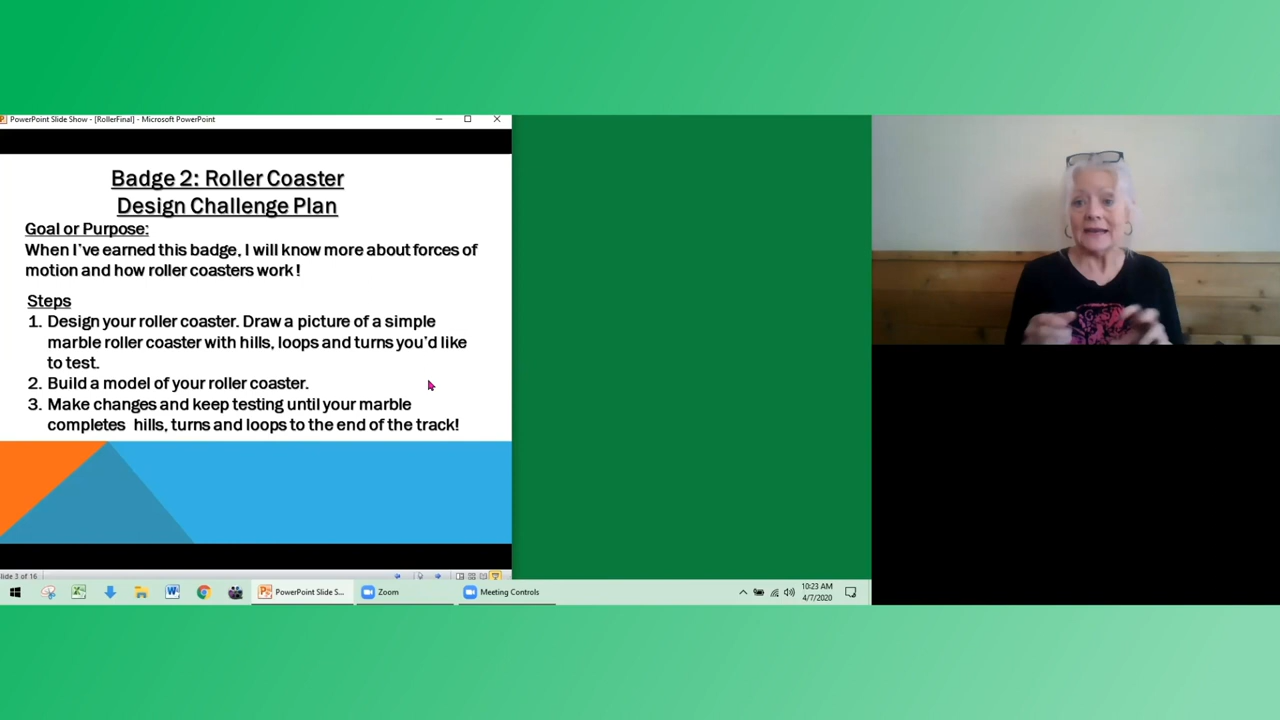 PowerPoint Slide Show - [RollerFinal] - Microsoft PowerPoint
Badge 2: Roller Coaster
Design Challenge Plan
Goal or Purpose:
When I've earned this badge, I will know more about forces of
motion and how roller coasters work!
Steps
1. Design your roller coaster. Draw a picture of a simple
marble roller coaster with hills, loops and turns you'd like
to test.
2. Build a model of your roller coaster.
3. Make changes and keep testing until your marble
completes hills, turns and loops to the end of the track!
lide 3 of 16
PowerPoint Slide S...
Zoom
Meeting Controls
10:23 AM
4/7/2020